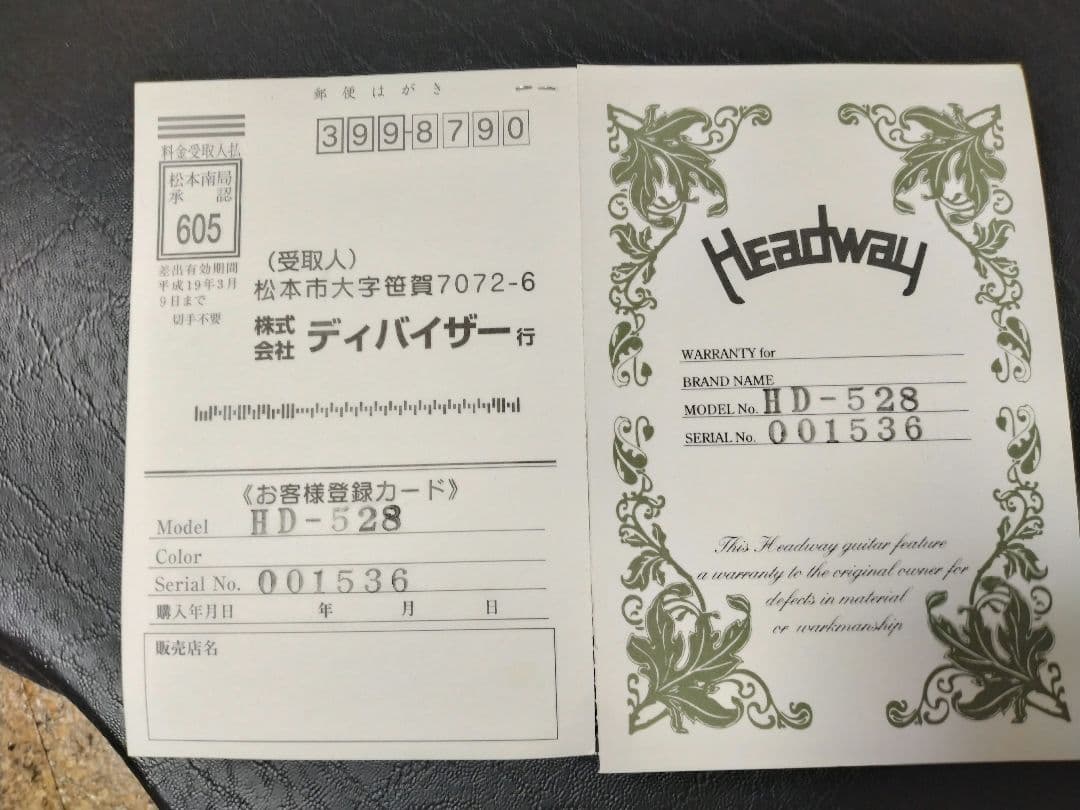 郵便はがき
399-8790
料金受取人払
松本南局
承認
605
差出有効期間
平成19年3月
9日まで
切手不要
(受取人)
松本市大字笹賀7072-6
株式会社 ディバイザー 行
《お客様登録カード》
Model HD-528
Color
Serial No. 001536
購入年月日 年 月 日
販売店名
Headway
WARRANTY for
BRAND NAME
MODEL No. HD-528
SERIAL No. 001536
This Headway guitar feature
a warranty to the original owner for
defects in material
or warkmanship